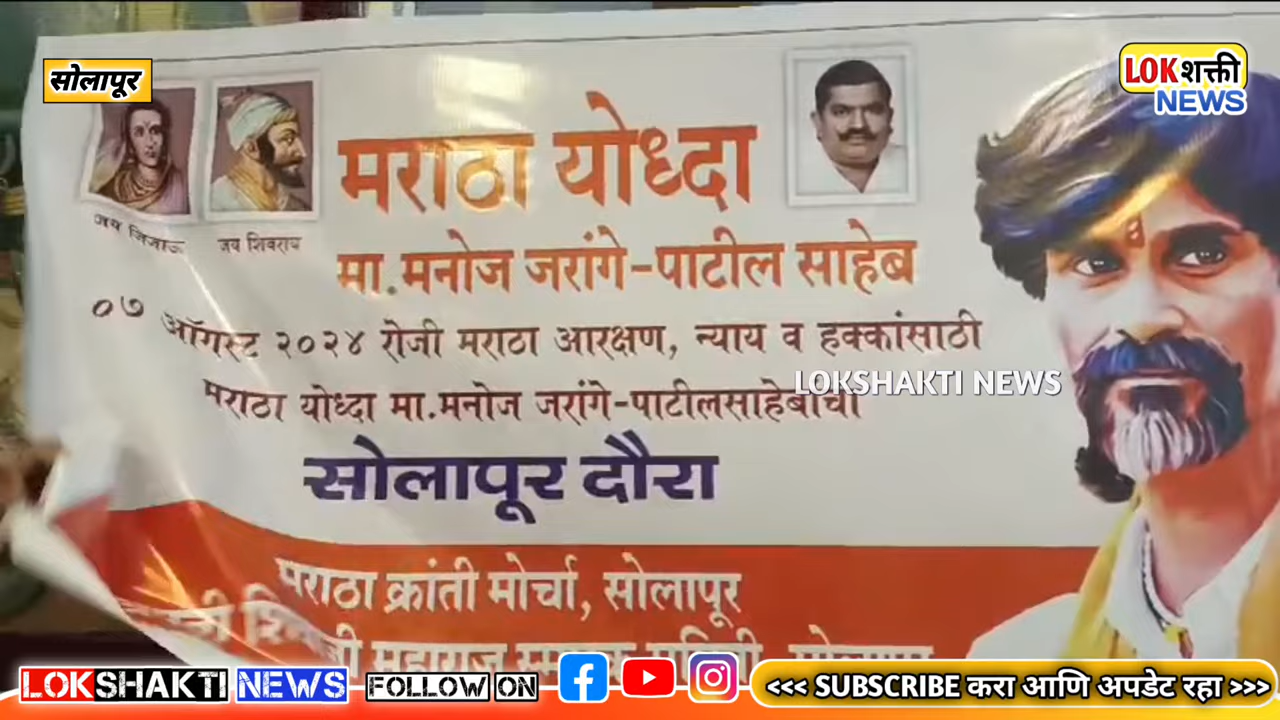 सोलापूर
LOKशक्ती
NEWS
मराठा योध्दा
जय जिजाऊ
जय शिवराय
मा.मनोज जरांगे-पाटील साहेब
०७ ऑगस्ट २०२४ रोजी मराठा आरक्षण, न्याय व हक्कांसाठी
LOKSHAKTI NEWS
मराठा योध्दा मा.मनोज जरांगे-पाटीलसाहेबांचा
सोलापूर दौरा
मराठा क्रांती मोर्चा, सोलापूर
LOKSHAKTI NEWS FOLLOW ON
<<< SUBSCRIBE करा आणि अपडेट रहा >>>